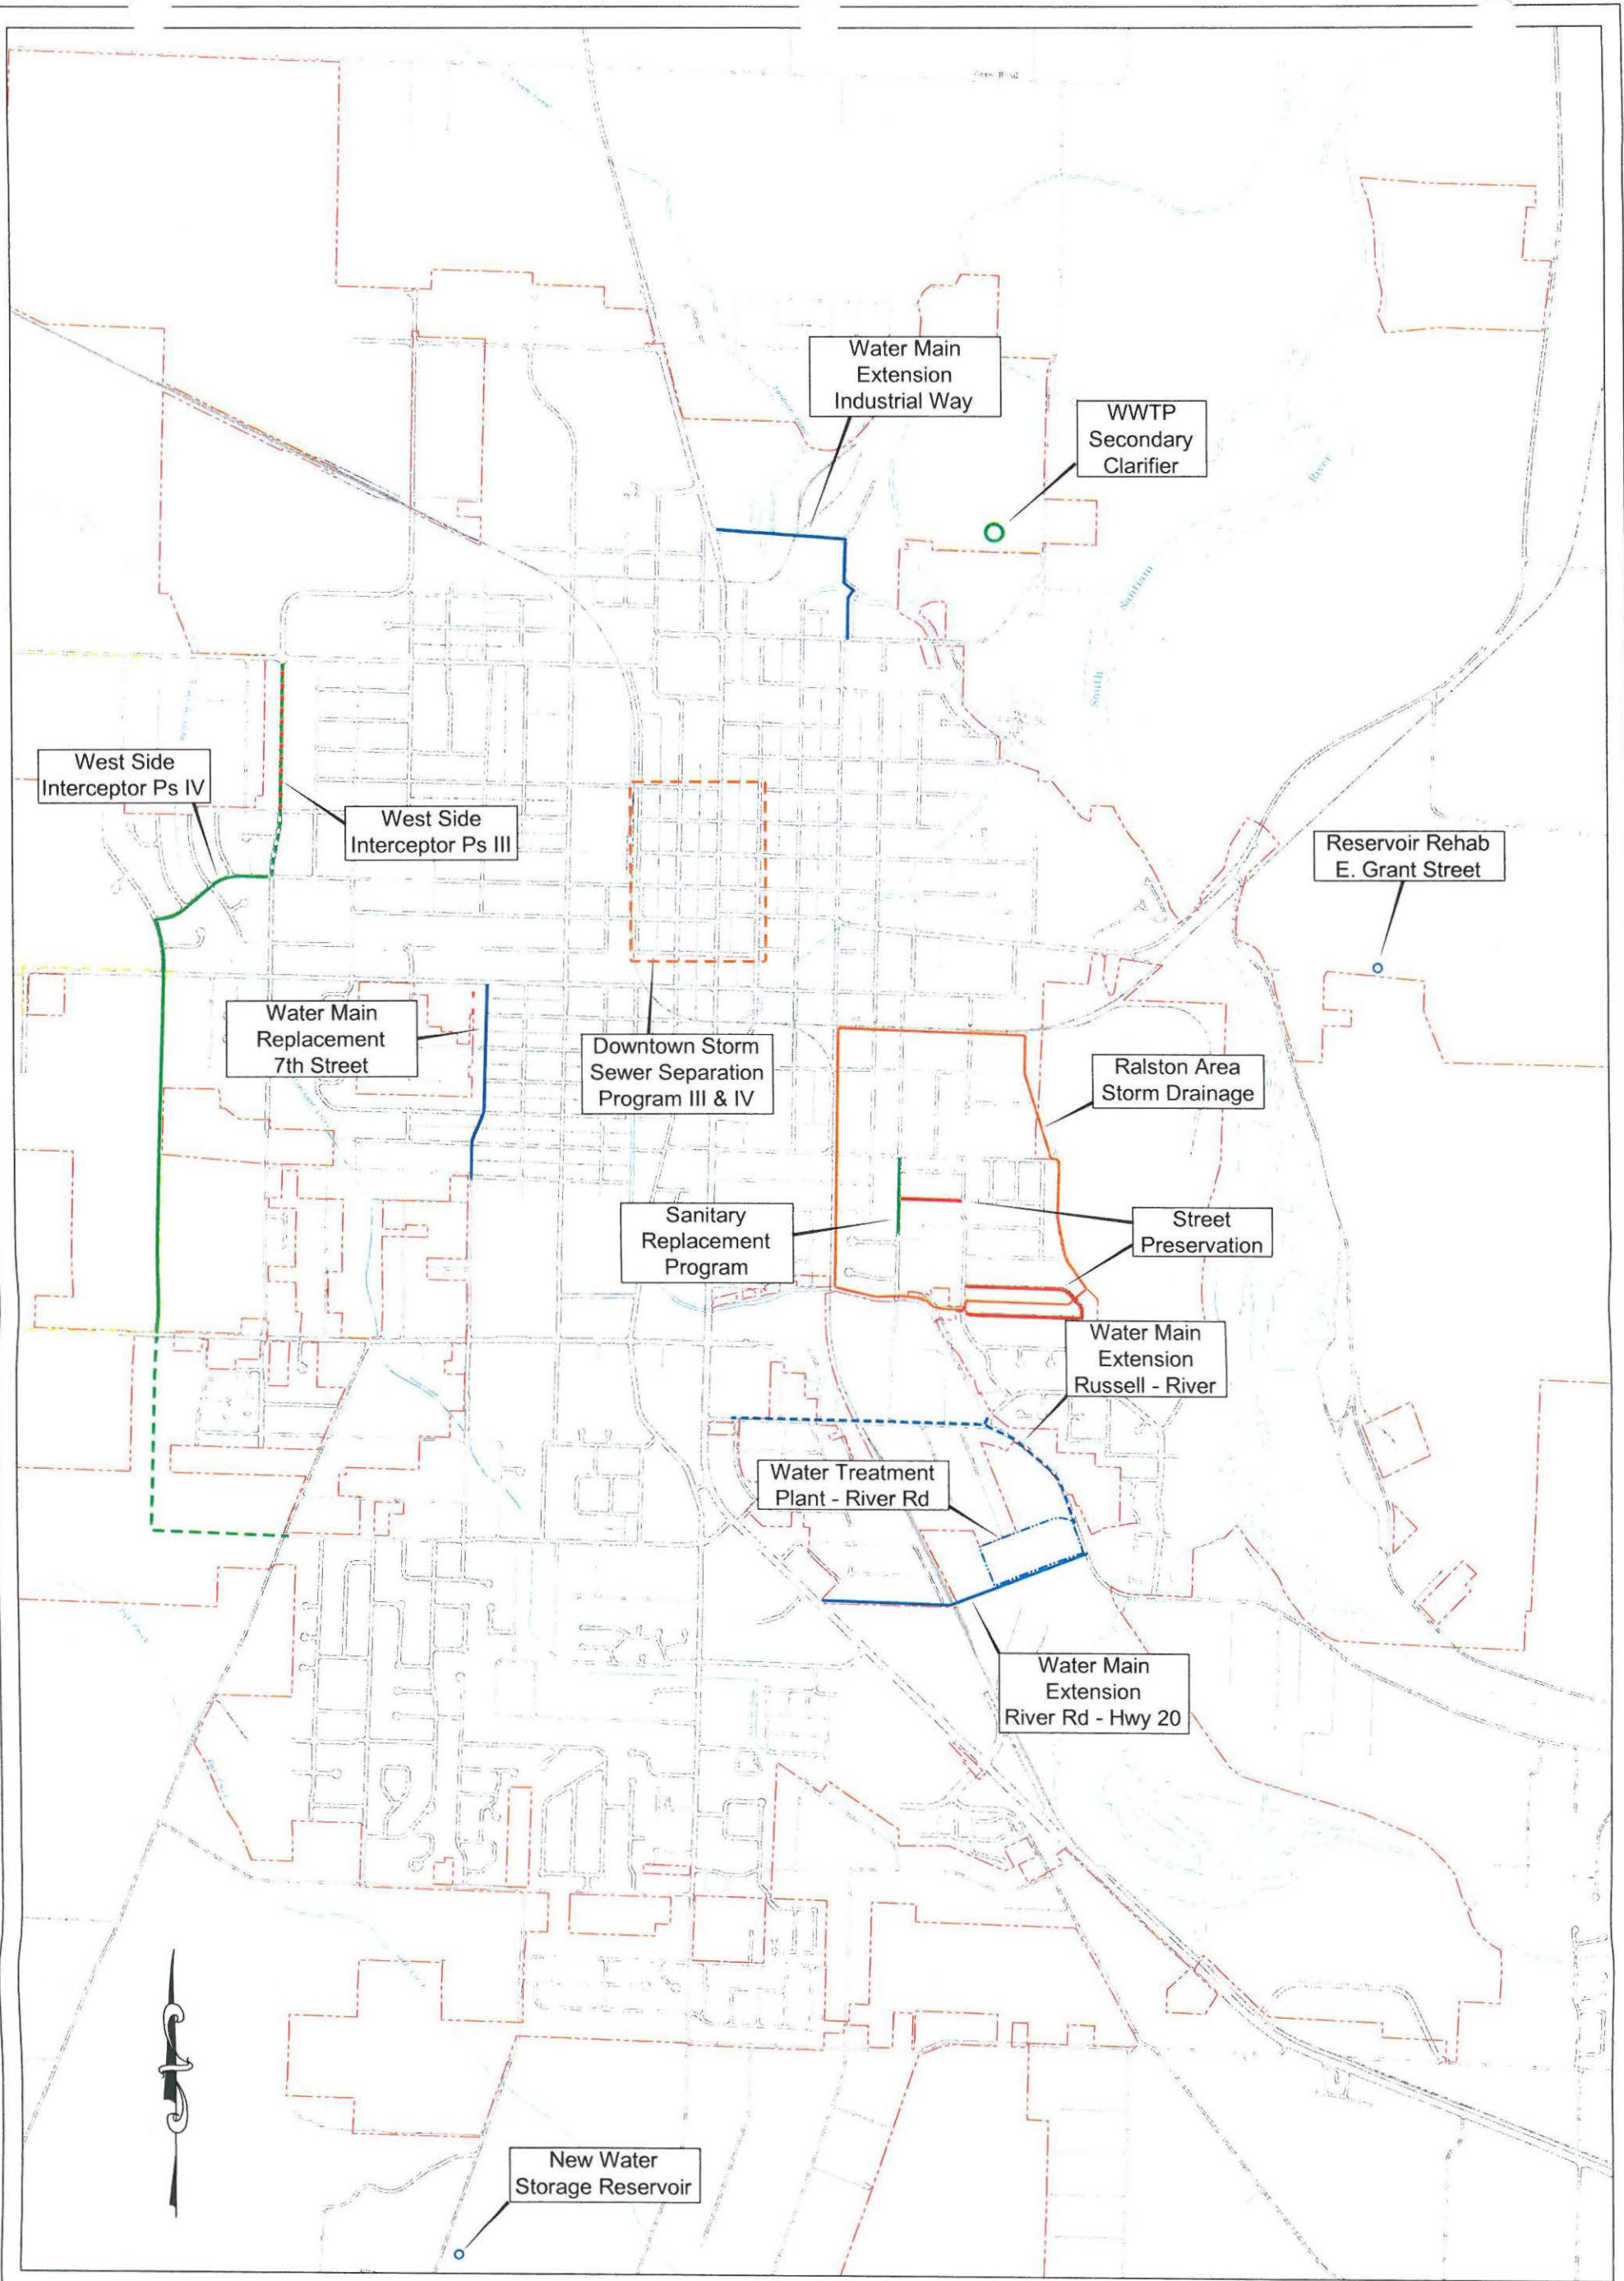 Water Main
Extension
Industrial Way
WWTP
Secondary
Clarifier
River
Santiam
South
West Side
Interceptor Ps IV
West Side
Interceptor Ps III
Reservoir Rehab
E. Grant Street
Water Main
Replacement
7th Street
Downtown Storm
Sewer Separation
Program III & IV
Ralston Area
Storm Drainage
Sanitary
Replacement
Program
Street
Preservation
Water Main
Extension
Russell - River
Water Treatment
Plant - River Rd
Water Main
Extension
River Rd - Hwy 20
New Water
Storage Reservoir